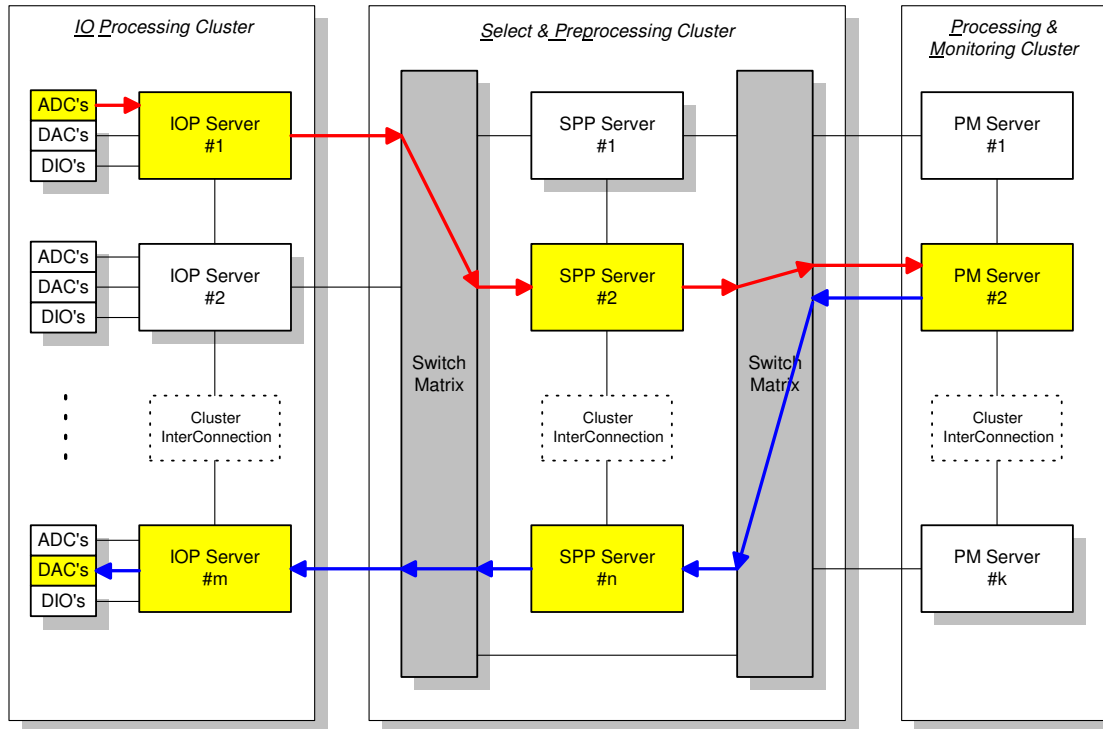 IO Processing Cluster
Select & Preprocessing Cluster
Processing &
Monitoring Cluster
ADC's
DAC's
DIO's
IOP Server
#1
SPP Server
#1
PM Server
#1
ADC's
DAC's
DIO's
IOP Server
#2
SPP Server
#2
PM Server
#2
Switch
Matrix
Switch
Matrix
Cluster
InterConnection
Cluster
InterConnection
Cluster
InterConnection
ADC's
DAC's
DIO's
IOP Server
#m
SPP Server
#n
PM Server
#k